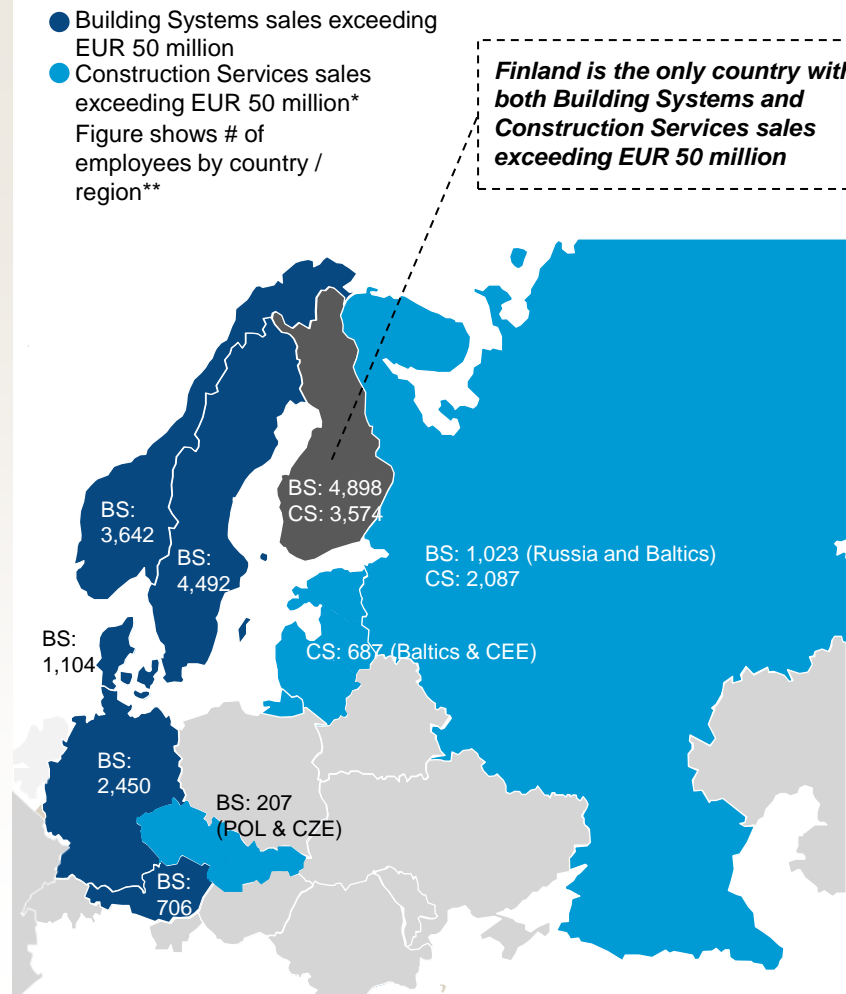 Building Systems sales exceeding
EUR 50 million
Construction Services sales
exceeding EUR 50 million*
Figure shows # of
employees by country /
region**
Finland is the only country with
both Building Systems and
Construction Services sales
exceeding EUR 50 million
BS: 4,898
CS: 3,574
BS:
3,642
BS:
4,492
BS: 1,023 (Russia and Baltics)
CS: 2,087
BS:
1,104
CS: 687 (Baltics & CEE)
BS:
2,450
BS: 207
(POL & CZE)
BS:
706